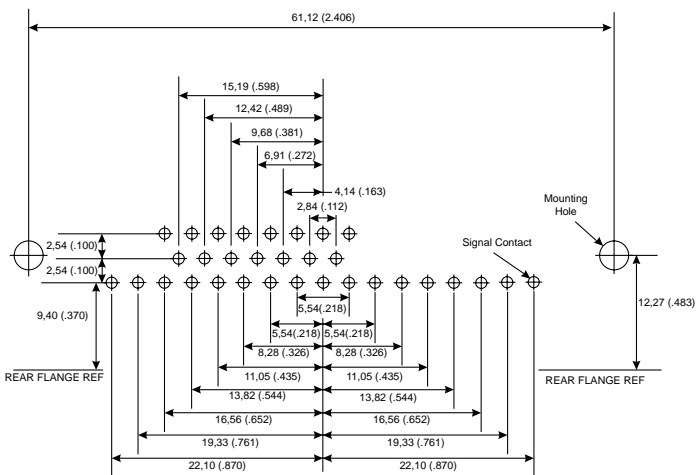 61,12 (2.406)
15,19 (.598)
12,42 (.489)
9,68 (.381)
6,91 (.272)
4,14 (.163)
2,84 (.112)
Mounting
Hole
Signal Contact
2,54 (.100)
2,54 (.100)
9,40 (.370)
12,27 (.483)
5,54(.218)
5,54(.218) 5,54(.218)
8,28 (.326) 8,28 (.326)
REAR FLANGE REF 11,05 (.435) 11,05 (.435) REAR FLANGE REF
13,82 (.544) 13,82 (.544)
16,56 (.652) 16,56 (.652)
19,33 (.761) 19,33 (.761)
22,10 (.870) 22,10 (.870)